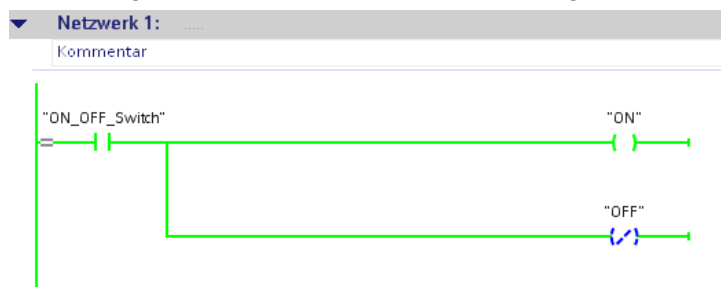 Netzwerk 1: .....
Kommentar
"ON_OFF_Switch" "ON"
"OFF"